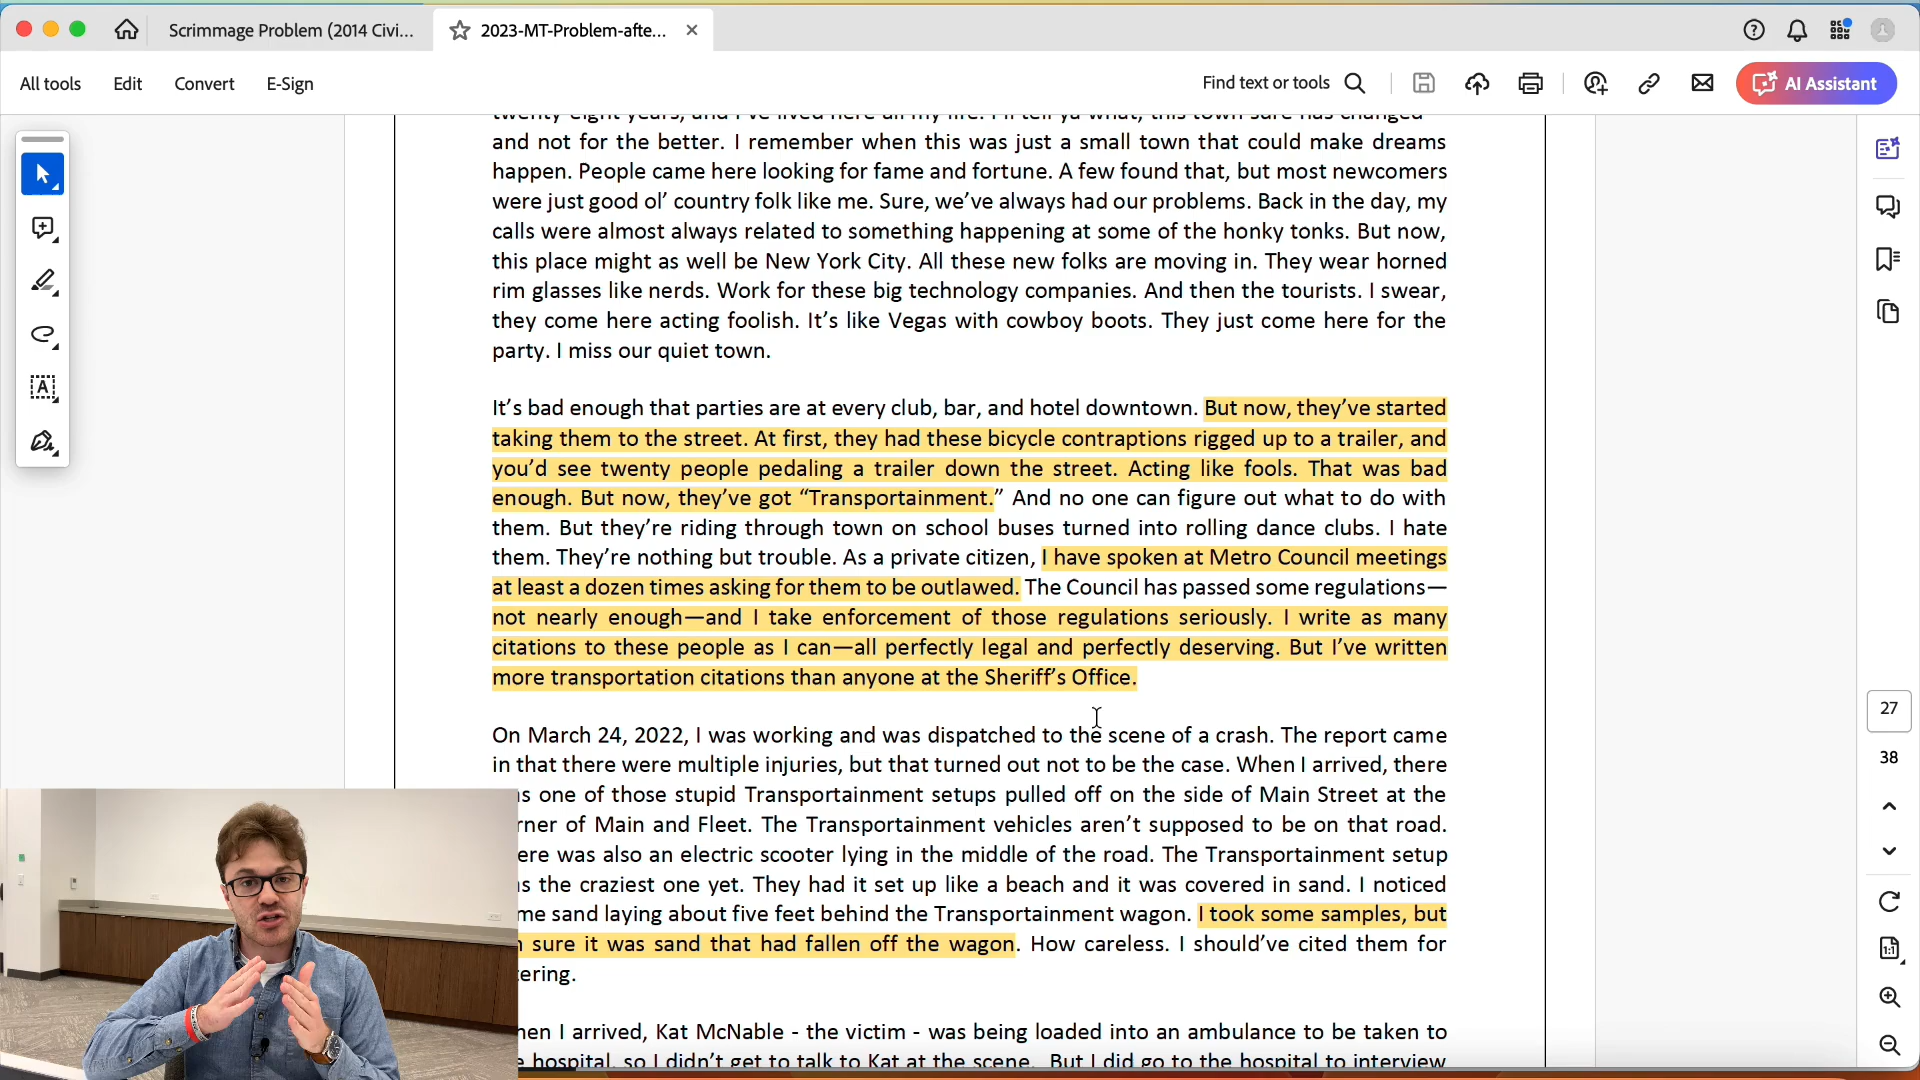 Scrimmage Problem (2014 Civi...
2023-MT-Problem-afte...
All tools
Edit
Convert
E-Sign
Find text or tools
AI Assistant
twenty-eight years, and I've lived here all my life. I'll tell ya what, this town sure has changed
and not for the better. I remember when this was just a small town that could make dreams
happen. People came here looking for fame and fortune. A few found that, but most newcomers
were just good ol' country folk like me. Sure, we've always had our problems. Back in the day, my
calls were almost always related to something happening at some of the honky tonks. But now,
this place might as well be New York City. All these new folks are moving in. They wear horned
rim glasses like nerds. Work for these big technology companies. And then the tourists. I swear,
they come here acting foolish. It's like Vegas with cowboy boots. They just come here for the
party. I miss our quiet town.
It's bad enough that parties are at every club, bar, and hotel downtown. But now, they've started
taking them to the street. At first, they had these bicycle contraptions rigged up to a trailer, and
you'd see twenty people pedaling a trailer down the street. Acting like fools. That was bad
enough. But now, they've got “Transportainment.” And no one can figure out what to do with
them. But they're riding through town on school buses turned into rolling dance clubs. I hate
them. They're nothing but trouble. As a private citizen, I have spoken at Metro Council meetings
at least a dozen times asking for them to be outlawed. The Council has passed some regulations—
not nearly enough—and I take enforcement of those regulations seriously. I write as many
citations to these people as I can—all perfectly legal and perfectly deserving. But I've written
more transportation citations than anyone at the Sheriff's Office.
On March 24, 2022, I was working and was dispatched to the scene of a crash. The report came
in that there were multiple injuries, but that turned out not to be the case. When I arrived, there
s one of those stupid Transportainment setups pulled off on the side of Main Street at the
rner of Main and Fleet. The Transportainment vehicles aren't supposed to be on that road.
ere was also an electric scooter lying in the middle of the road. The Transportainment setup
s the craziest one yet. They had it set up like a beach and it was covered in sand. I noticed
me sand laying about five feet behind the Transportainment wagon. I took some samples, but
sure it was sand that had fallen off the wagon. How careless. I should've cited them for
tering.
hen I arrived, Kat McNable - the victim - was being loaded into an ambulance to be taken to
e hospital, so I didn't get to talk to Kat at the scene. But I did go to the hospital to interview
27
38
1:1